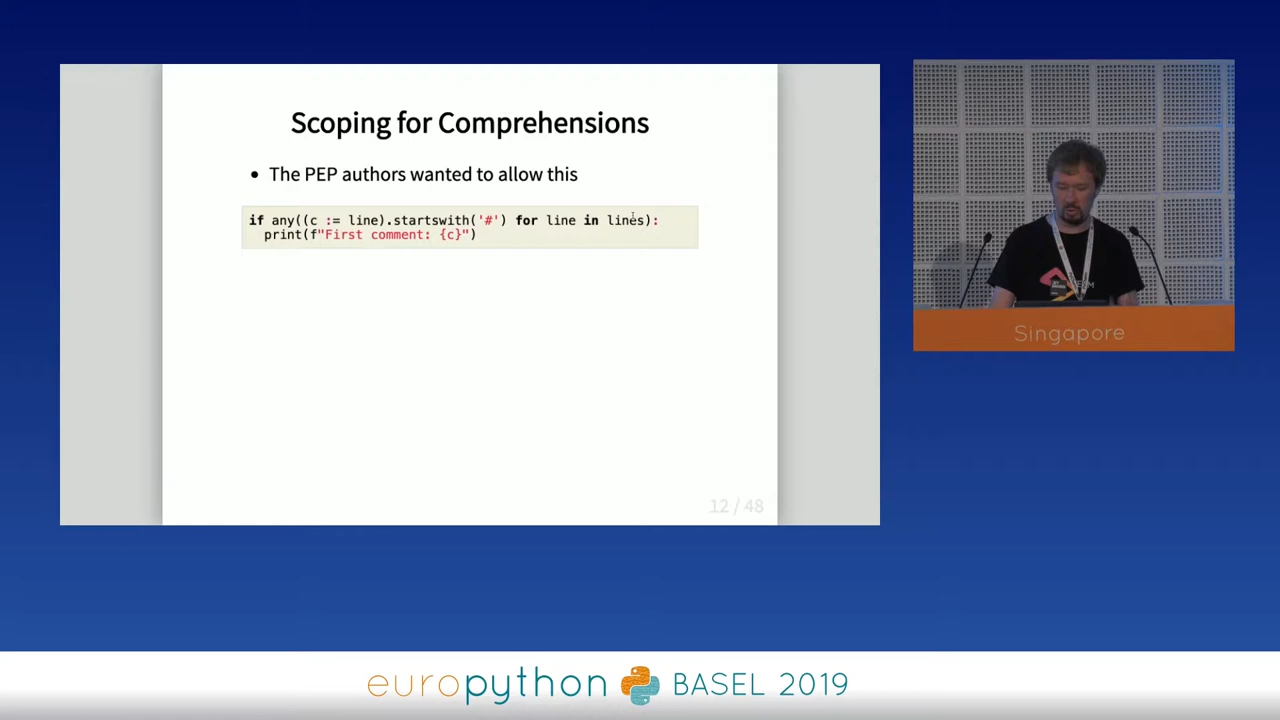 Scoping for Comprehensions
• The PEP authors wanted to allow this
if any((c := line).startswith('#') for line in lines):
print(f"First comment: {c}")
12 / 48
Singapore
europython BASEL 2019